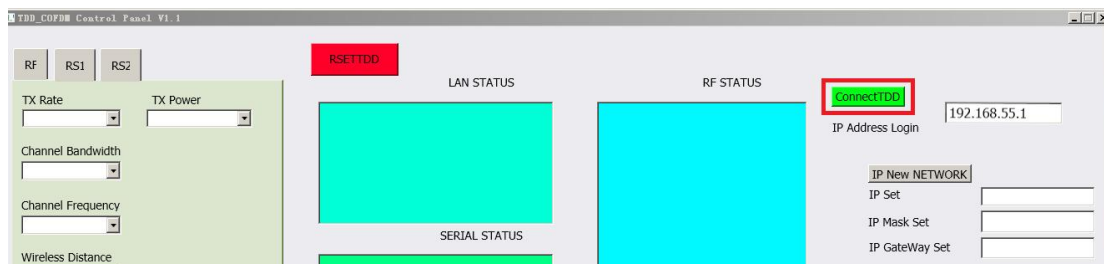 TDD_COFDM Control Panel V1.1
RF RS1 RS2
RSETTDD
LAN STATUS
RF STATUS
TX Rate
TX Power
ConnectTDD
192.168.55.1
IP Address Login
Channel Bandwidth
IP New NETWORK
IP Set
Channel Frequency
IP Mask Set
SERIAL STATUS
IP GateWay Set
Wireless Distance